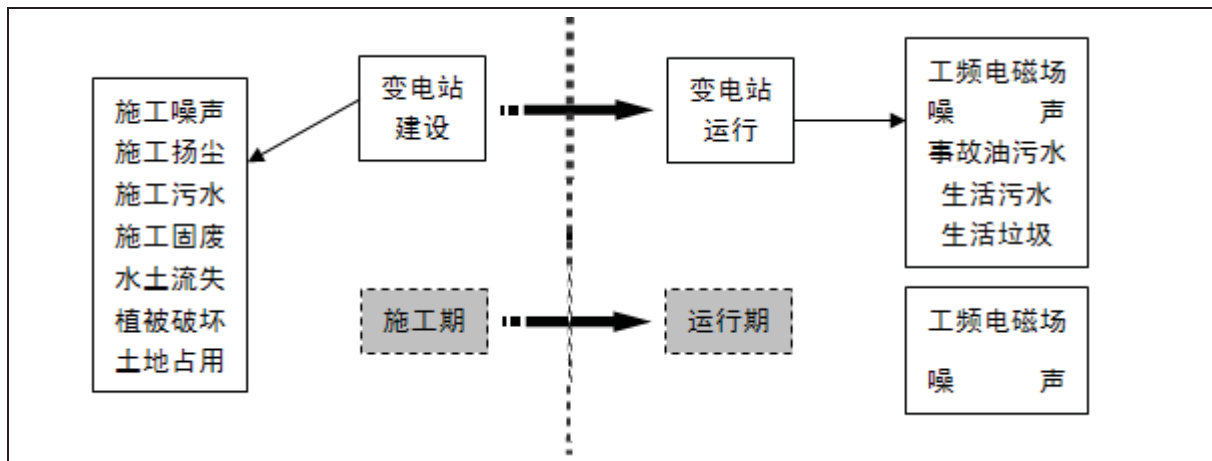 施工噪声
施工扬尘
施工污水
施工固废
水土流失
植被破坏
土地占用
变电站
建设
变电站
运行
工频电磁场
噪 声
事故油污水
生活污水
生活垃圾
施工期
运行期
工频电磁场
噪 声